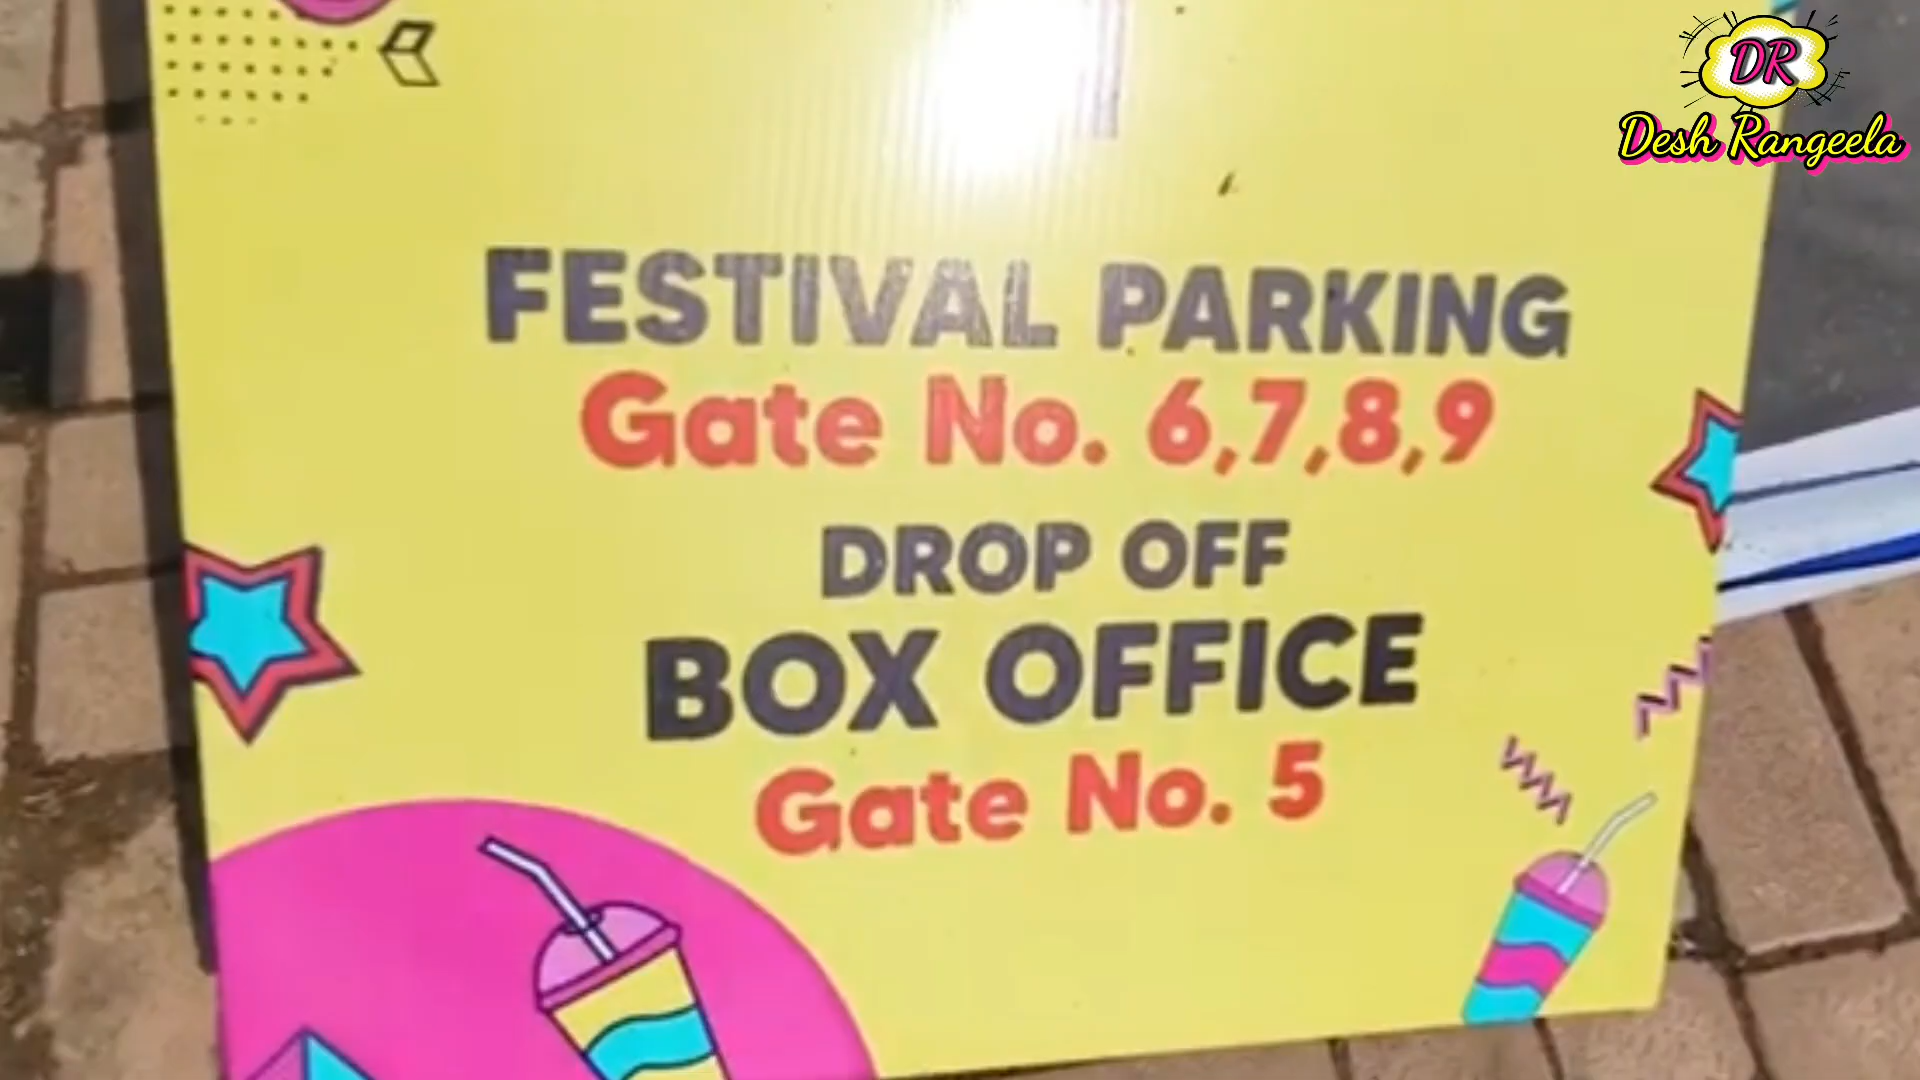 DR
Desh Rangeela
FESTIVAL PARKING
Gate No. 6,7,8,9
DROP OFF
BOX OFFICE
Gate No. 5